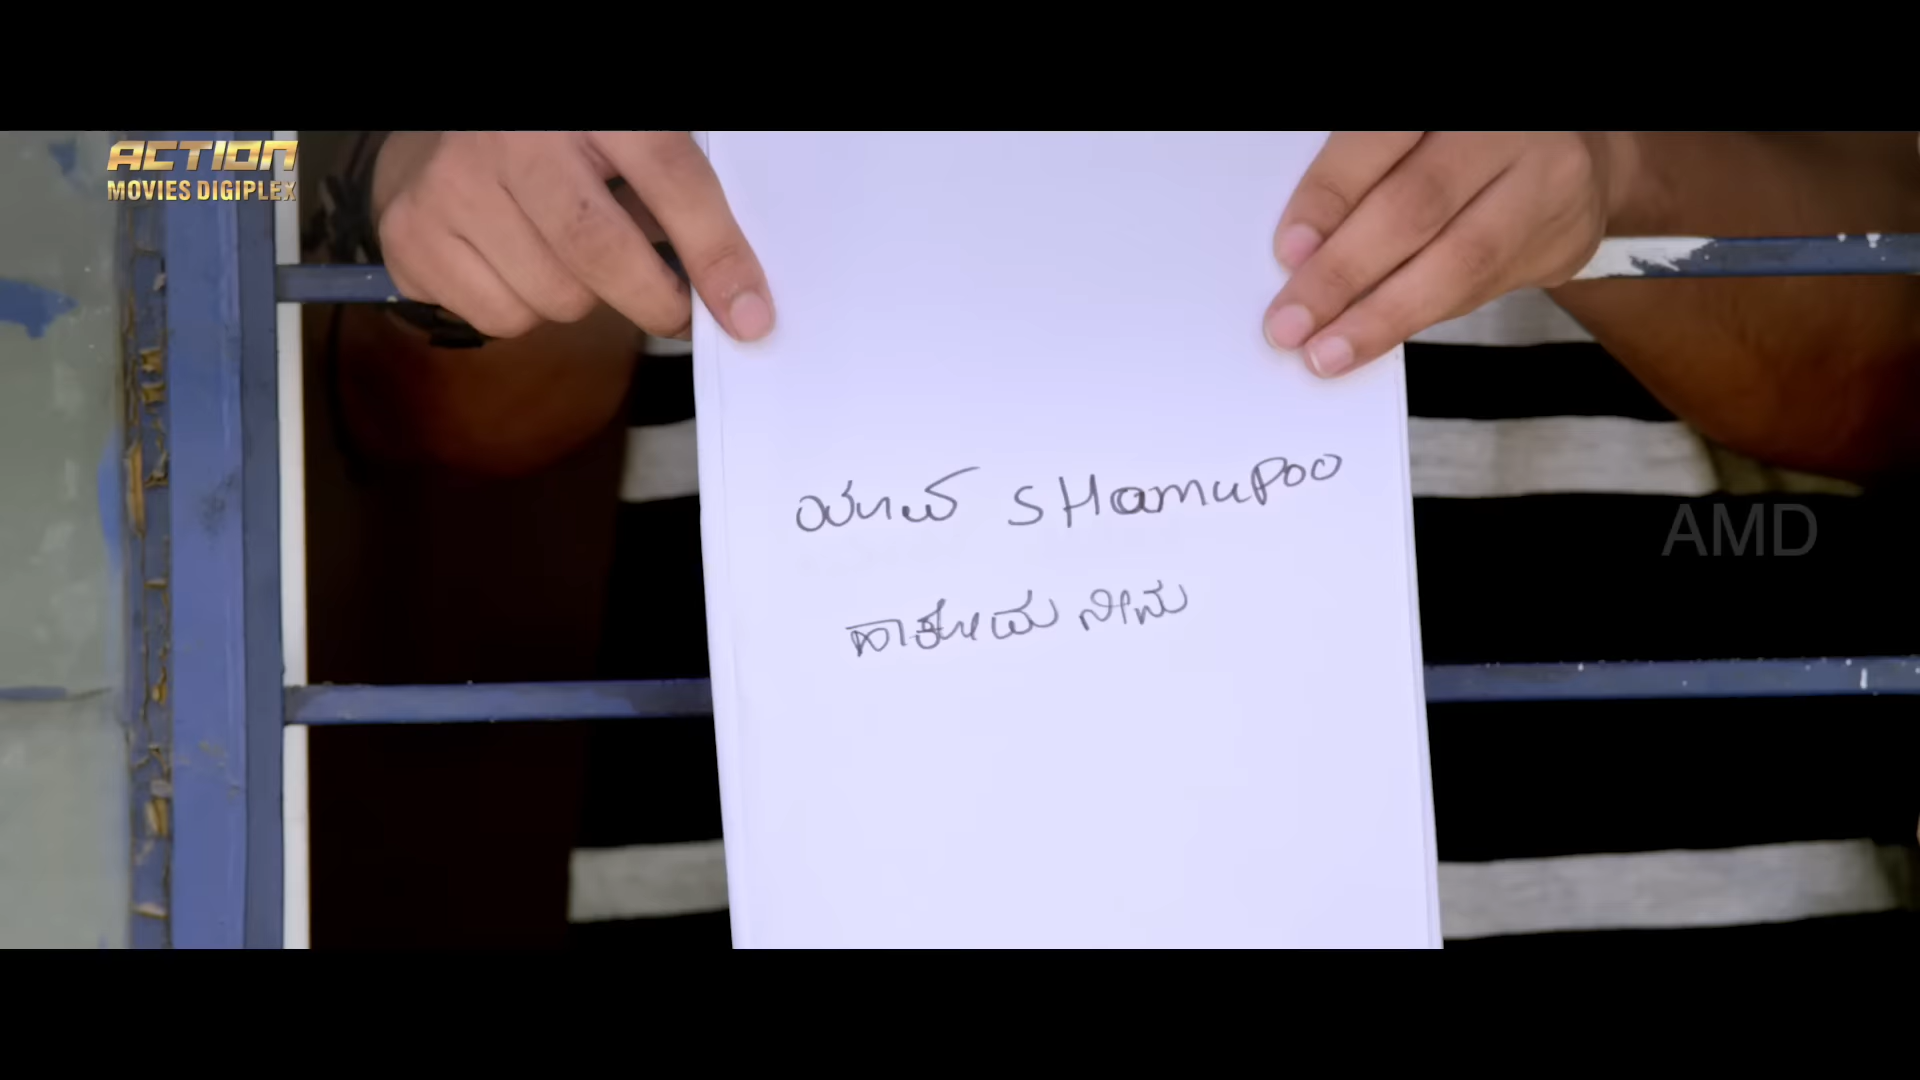 ACTION
MOVIES DIGIPLEX
ಯಾವ SHamuPoo
AMD
ನೀನು